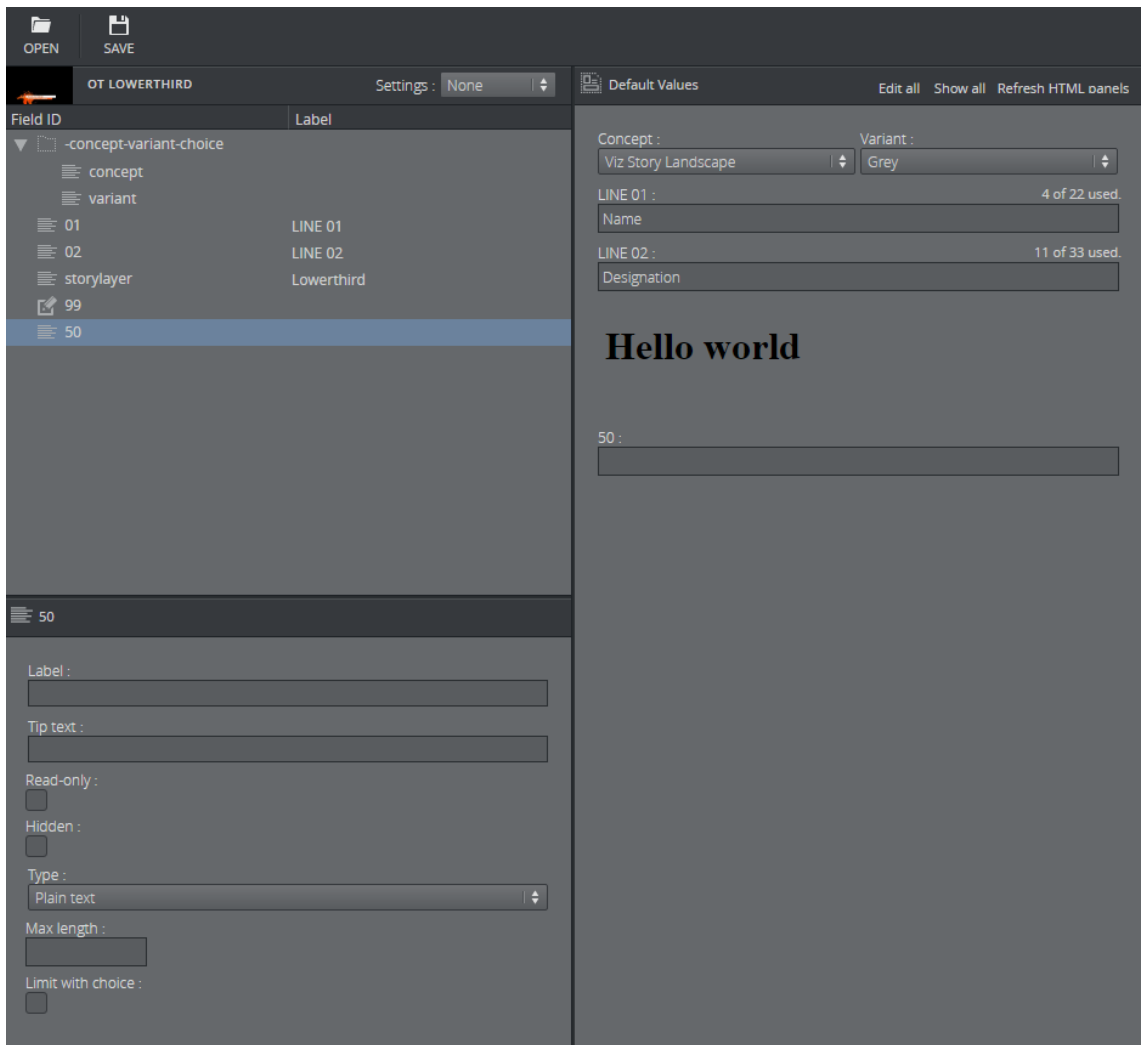 OPEN SAVE
OT LOWERTHIRD Settings : None
Field ID Label
-concept-variant-choice
concept
variant
01 LINE 01
02 LINE 02
storylayer Lowerthird
99
50
50
Label :
Tip text :
Read-only :
Hidden :
Type :
Plain text
Max length :
Limit with choice :
Default Values Edit all Show all Refresh HTML panels
Concept : Variant :
Viz Story Landscape Grey
LINE 01 : 4 of 22 used.
Name
LINE 02 : 11 of 33 used.
Designation
Hello world
50 :